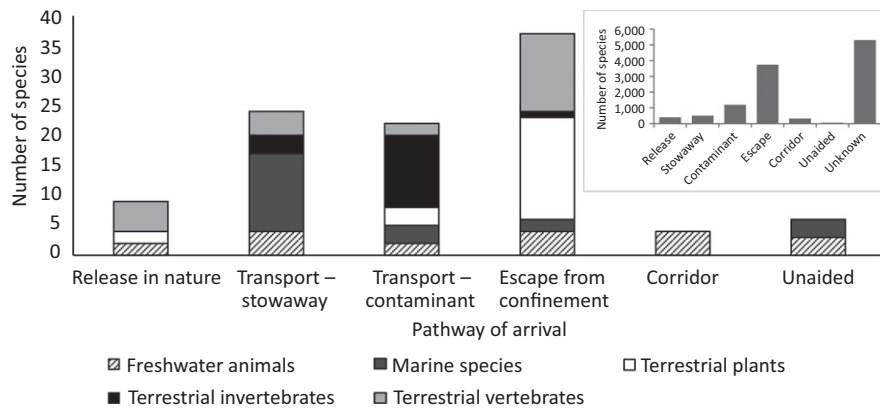 Number of species
40
35
30
25
20
15
10
5
0
Release in nature
Transport –
stowaway
Transport –
contaminant
Escape from
confinement
Corridor
Unaided
Pathway of arrival
Freshwater animals
Marine species
Terrestrial plants
Terrestrial invertebrates
Terrestrial vertebrates
Number of species
6,000
5,000
4,000
3,000
2,000
1,000
0
Release
Stowaway
Contaminant
Escape
Corridor
Unaided
Unknown